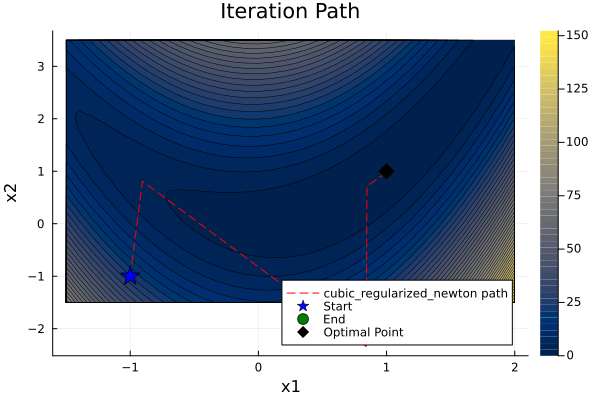 Iteration Path
x2
3
2
1
0
−1
−2
−1
0
1
2
x1
cubic_regularized_newton path
Start
End
Optimal Point
150
125
100
75
50
25
0